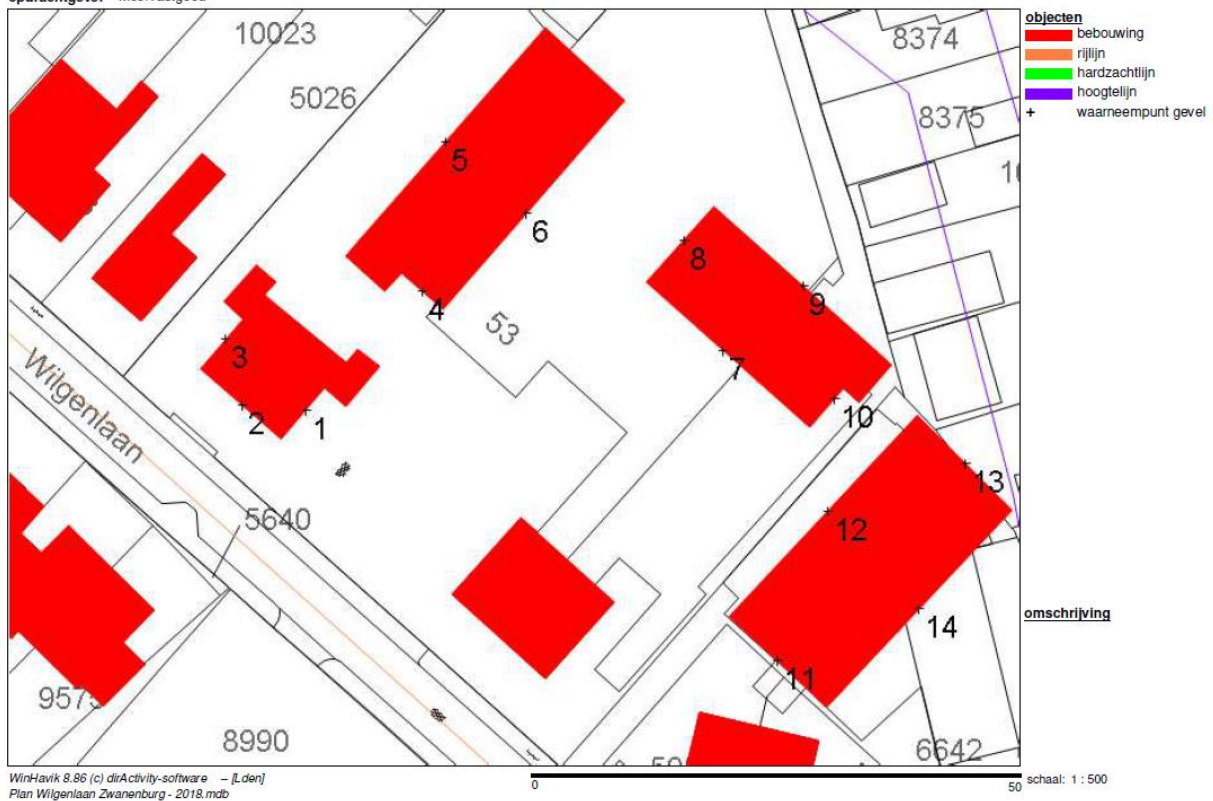 opdrachtgever
10023
5026
8374
8375
5
6
4
53
8
9
7
10
3
2
1
Wilgenlaan
5640
13
12
14
11
9575
8990
6642
objecten
bebouwing
rijlijn
hardzachtlijn
hoogtelijn
+ waarneempunt gevel
omschrijving
WinHavik 8.86 (c) dirActivity-software – [Lden]
Plan Wilgenlaan Zwanenburg - 2018.mdb
0
50
schaal: 1 : 500